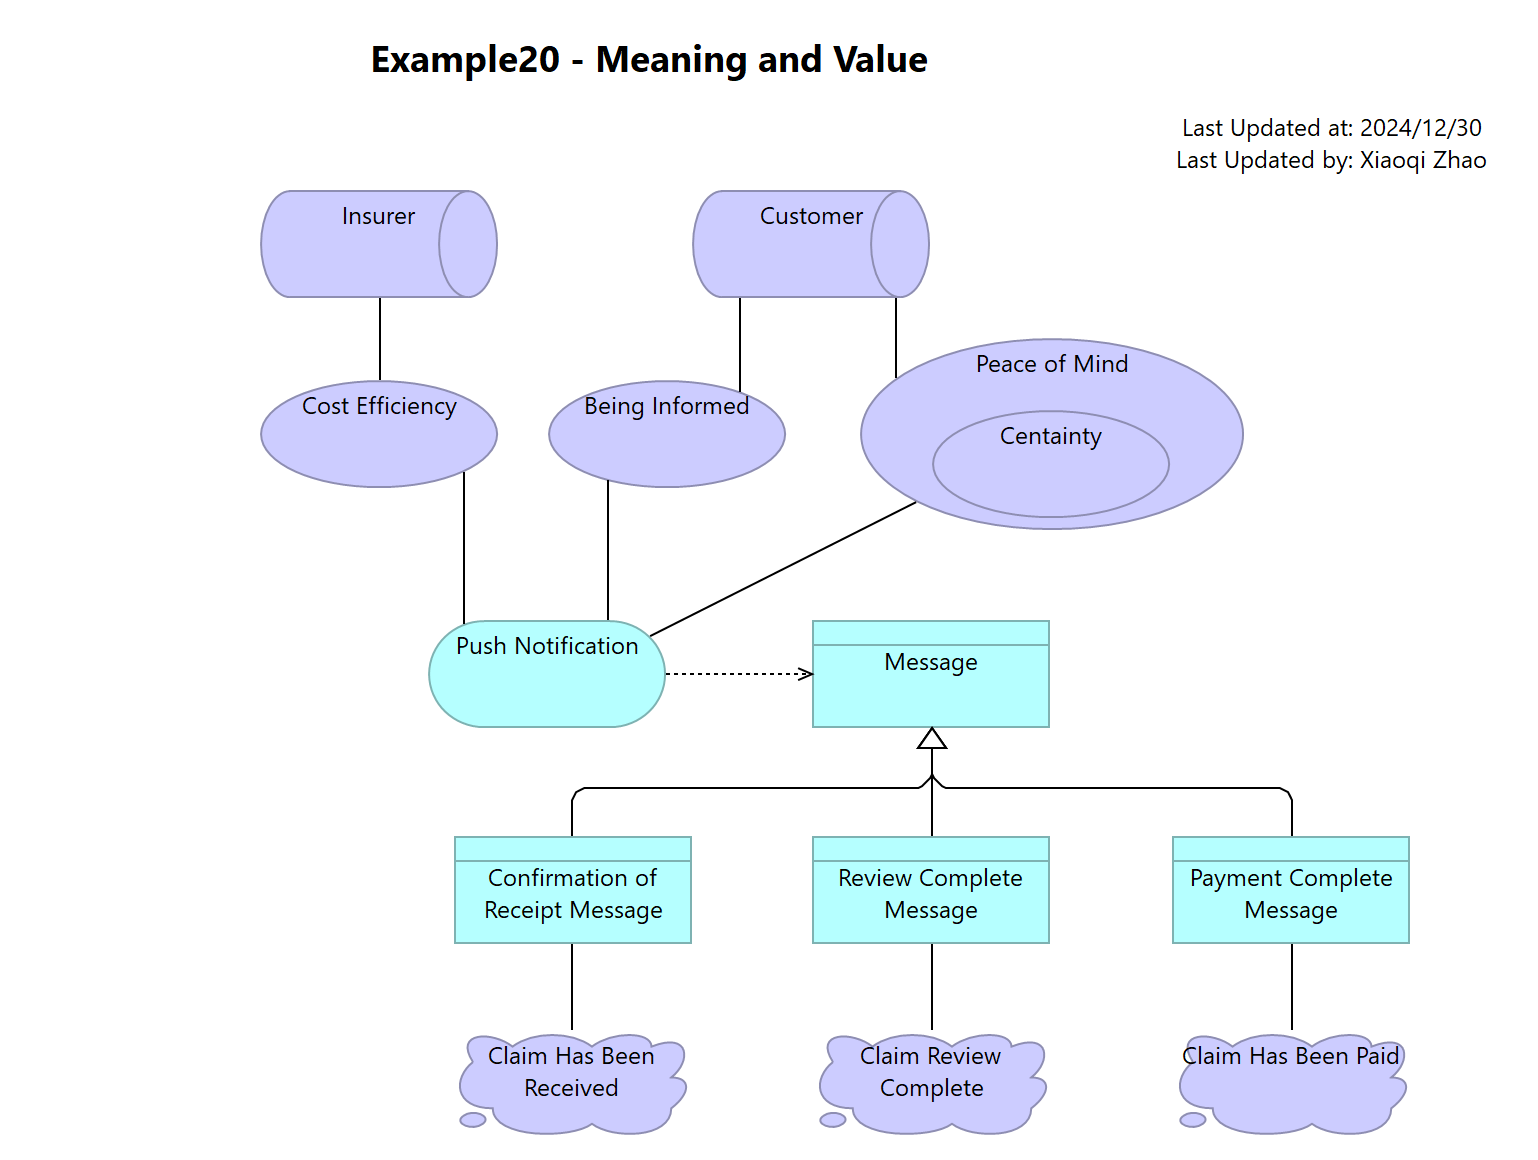 Example20 - Meaning and Value
Last Updated at: 2024/12/30
Last Updated by: Xiaoqi Zhao
Insurer
Customer
Cost Efficiency
Being Informed
Peace of Mind
Centainty
Push Notification
Message
Confirmation of
Receipt Message
Review Complete
Message
Payment Complete
Message
Claim Has Been
Received
Claim Review
Complete
Claim Has Been Paid